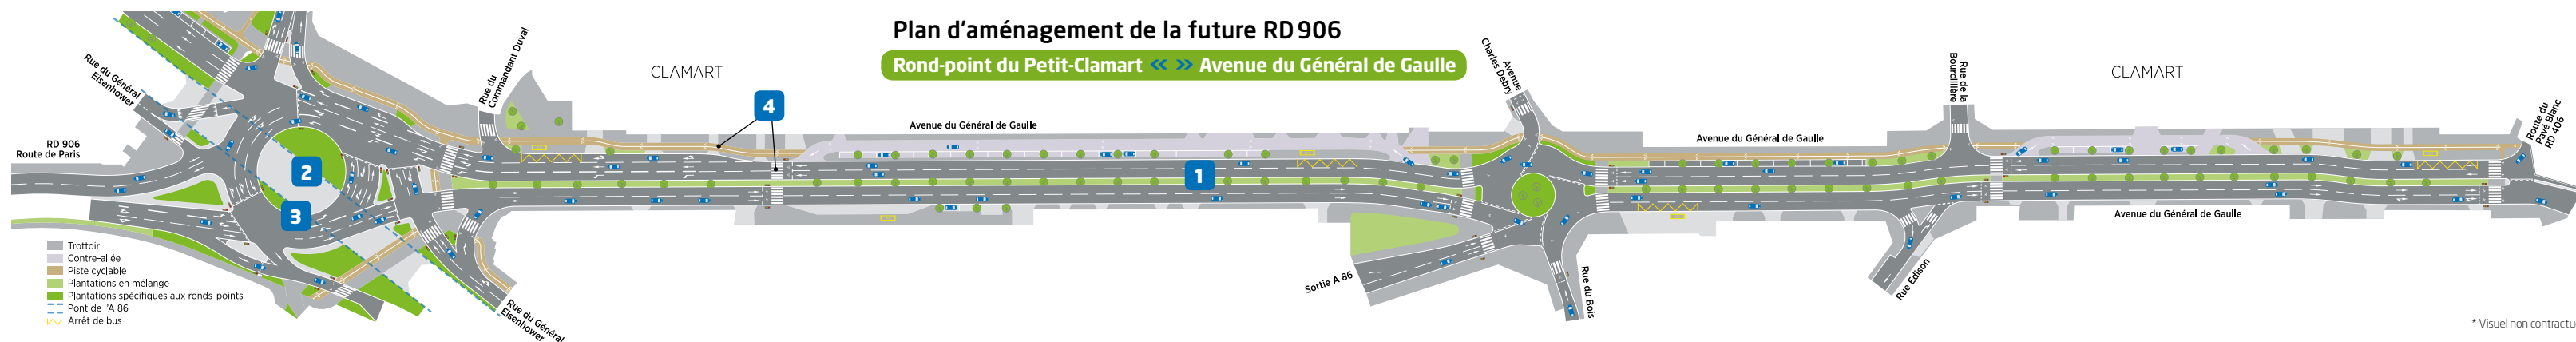 Plan d'aménagement de la future RD 906
Rond-point du Petit-Clamart << >> Avenue du Général de Gaulle
Rue du Général
Eisenhower
RD 906
Route de Paris
Rue du
Commandant Duval
CLAMART
4
Avenue du Général de Gaulle
2
3
1
Avenue
Charles Debry
Avenue du Général de Gaulle
Rue de la
Bourcillière
CLAMART
Route du
Pavé Blanc
RD 406
Avenue du Général de Gaulle
Sortie A 86
Rue du Bois
Rue Edison
Rue du Général
Eisenhower
Trottoir
Contre-allée
Piste cyclable
Plantations en mélange
Plantations spécifiques aux ronds-points
Pont de l'A 86
Arrêt de bus
* Visuel non contractue